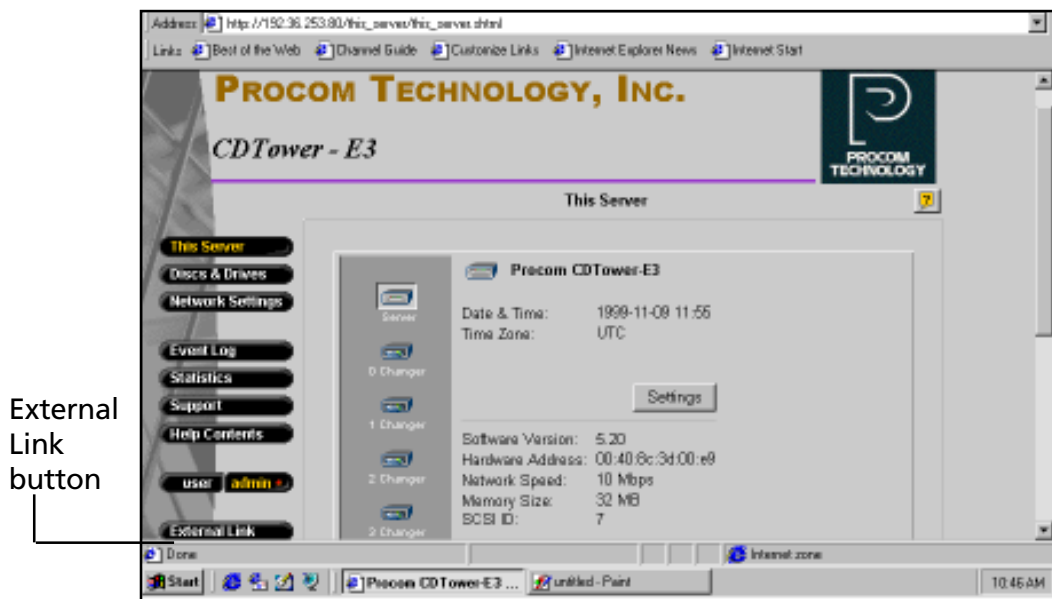 Address http://192.36.253.80/this_server/this_server.shtml
Links Best of the Web Channel Guide Customize Links Internet Explorer News Internet Start
PROCOM TECHNOLOGY, INC.
CDTower - E3
PROCOM
TECHNOLOGY
This Server
?
This Server
Discs & Drives
Network Settings
Event Log
Statistics
Support
Help Contents
user admin
External Link
Server
0 Changer
1 Changer
2 Changer
3 Changer
Procom CDTower-E3
Date & Time: 1999-11-09 11:55
Time Zone: UTC
Settings
Software Version: 5.20
Hardware Address: 00:40:8c:3d:00:e9
Network Speed: 10 Mbps
Memory Size: 32 MB
SCSI ID: 7
External
Link
button
Done
Internet zone
Start
Procom CDTower-E3 ...
untitled - Paint
10:46 AM